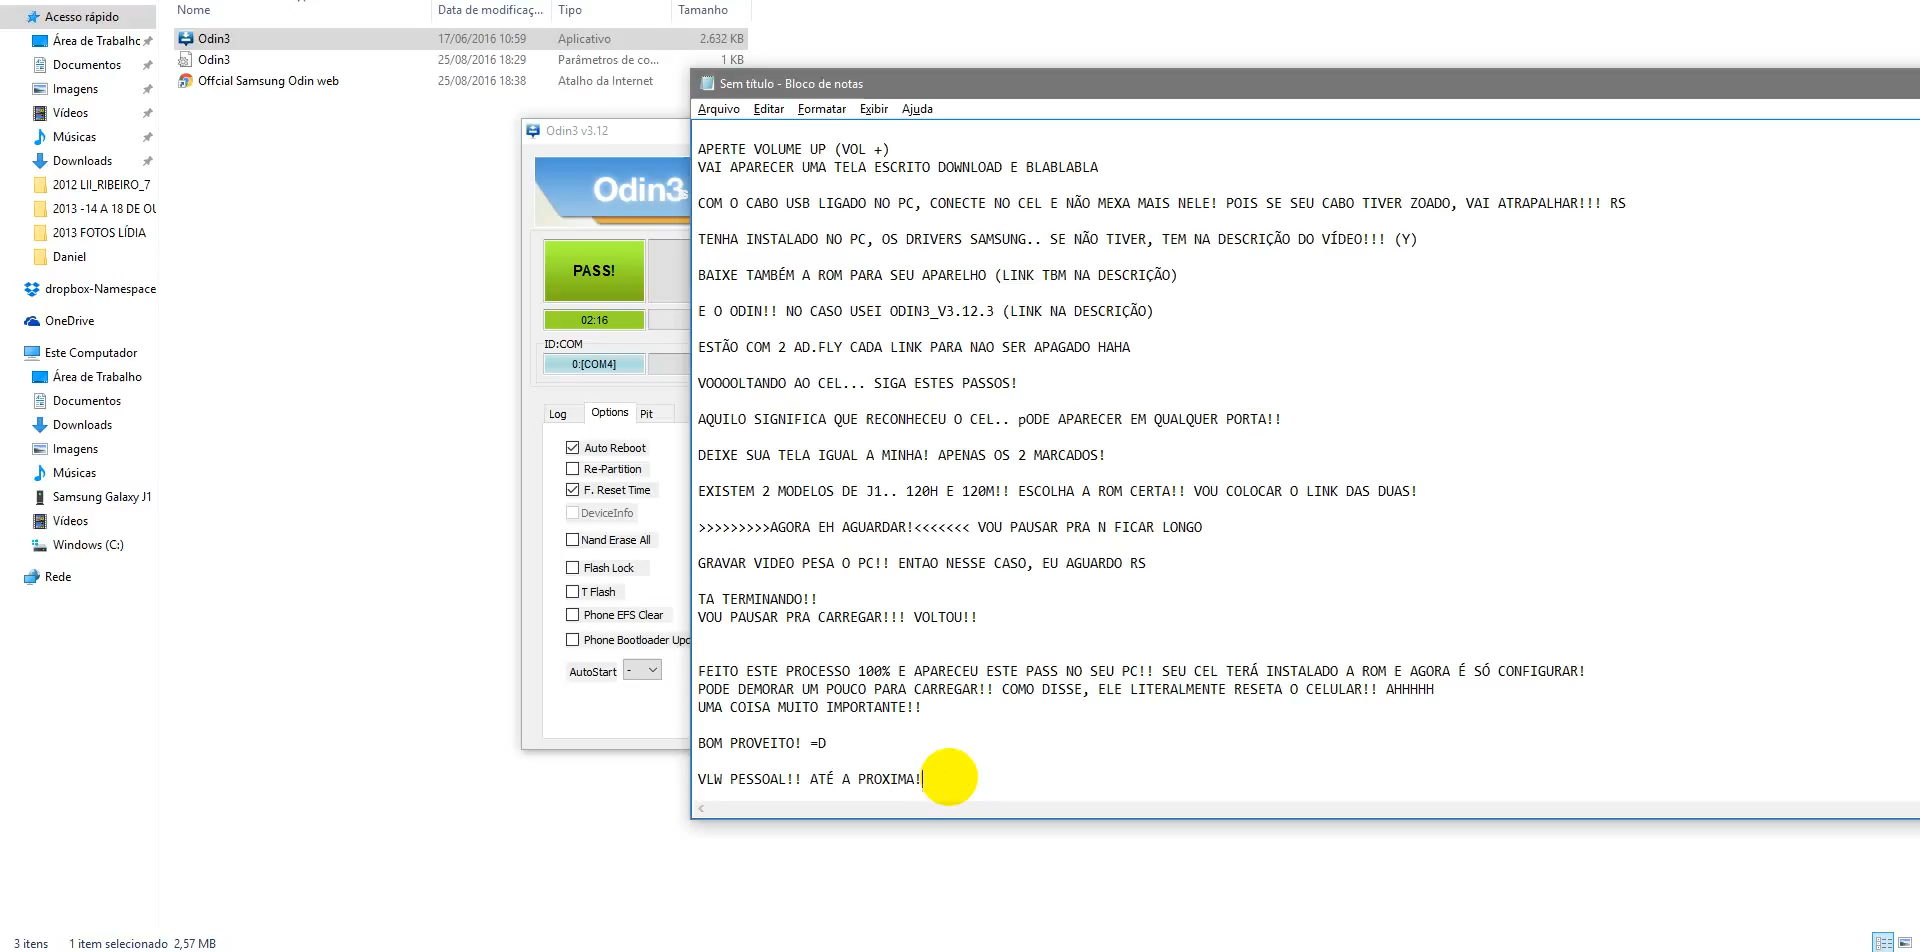 Acesso rápido
Área de Trabalhc
Documentos
Imagens
Vídeos
Músicas
Downloads
2012 LII_RIBEIRO_7
2013 -14 A 18 DE OU
2013 FOTOS LÍDIA
Daniel
dropbox-Namespace
OneDrive
Este Computador
Área de Trabalho
Documentos
Downloads
Imagens
Músicas
Samsung Galaxy J1
Vídeos
Windows (C:)
Rede
Nome Data de modificaç... Tipo Tamanho
Odin3 17/06/2016 10:59 Aplicativo 2.632 KB
Odin3 25/08/2016 18:29 Parâmetros de co... 1 KB
Offcial Samsung Odin web 25/08/2016 18:38 Atalho da Internet
Odin3 v3.12
Odin3
PASS!
02:16
ID:COM
0:[COM4]
Log Options Pit
Auto Reboot
Re-Partition
F. Reset Time
DeviceInfo
Nand Erase All
Flash Lock
T Flash
Phone EFS Clear
Phone Bootloader Upd
AutoStart -
Sem título - Bloco de notas
Arquivo Editar Formatar Exibir Ajuda
APERTE VOLUME UP (VOL +)
VAI APARECER UMA TELA ESCRITO DOWNLOAD E BLABLABLA
COM O CABO USB LIGADO NO PC, CONECTE NO CEL E NÃO MEXA MAIS NELE! POIS SE SEU CABO TIVER ZOADO, VAI ATRAPALHAR!!! RS
TENHA INSTALADO NO PC, OS DRIVERS SAMSUNG.. SE NÃO TIVER, TEM NA DESCRIÇÃO DO VÍDEO!!! (Y)
BAIXE TAMBÉM A ROM PARA SEU APARELHO (LINK TBM NA DESCRIÇÃO)
E O ODIN!! NO CASO USEI ODIN3_V3.12.3 (LINK NA DESCRIÇÃO)
ESTÃO COM 2 AD.FLY CADA LINK PARA NAO SER APAGADO HAHA
VOOOOLTANDO AO CEL... SIGA ESTES PASSOS!
AQUILO SIGNIFICA QUE RECONHECEU O CEL.. pODE APARECER EM QUALQUER PORTA!!
DEIXE SUA TELA IGUAL A MINHA! APENAS OS 2 MARCADOS!
EXISTEM 2 MODELOS DE J1.. 120H E 120M!! ESCOLHA A ROM CERTA!! VOU COLOCAR O LINK DAS DUAS!
>>>>>>>>>AGORA EH AGUARDAR!<<<<<<< VOU PAUSAR PRA N FICAR LONGO
GRAVAR VIDEO PESA O PC!! ENTAO NESSE CASO, EU AGUARDO RS
TA TERMINANDO!!
VOU PAUSAR PRA CARREGAR!!! VOLTOU!!
FEITO ESTE PROCESSO 100% E APARECEU ESTE PASS NO SEU PC!! SEU CEL TERÁ INSTALADO A ROM E AGORA É SÓ CONFIGURAR!
PODE DEMORAR UM POUCO PARA CARREGAR!! COMO DISSE, ELE LITERALMENTE RESETA O CELULAR!! AHHHHH
UMA COISA MUITO IMPORTANTE!!
BOM PROVEITO! =D
VLW PESSOAL!! ATÉ A PROXIMA!
3 itens 1 item selecionado 2,57 MB